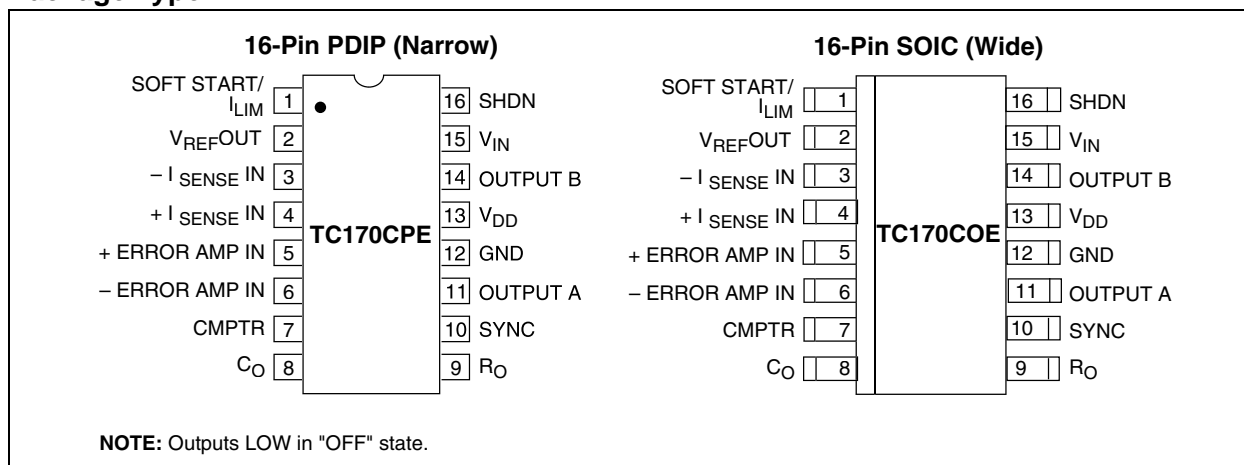 16-Pin PDIP (Narrow)
SOFT START/
ILIM 1
VREFOUT 2
– I SENSE IN 3
+ I SENSE IN 4
+ ERROR AMP IN 5
– ERROR AMP IN 6
CMPTR 7
CO 8
TC170CPE
16 SHDN
15 VIN
14 OUTPUT B
13 VDD
12 GND
11 OUTPUT A
10 SYNC
9 RO
16-Pin SOIC (Wide)
SOFT START/
ILIM 1
VREFOUT 2
– I SENSE IN 3
+ I SENSE IN 4
+ ERROR AMP IN 5
– ERROR AMP IN 6
CMPTR 7
CO 8
TC170COE
16 SHDN
15 VIN
14 OUTPUT B
13 VDD
12 GND
11 OUTPUT A
10 SYNC
9 RO
NOTE: Outputs LOW in "OFF" state.